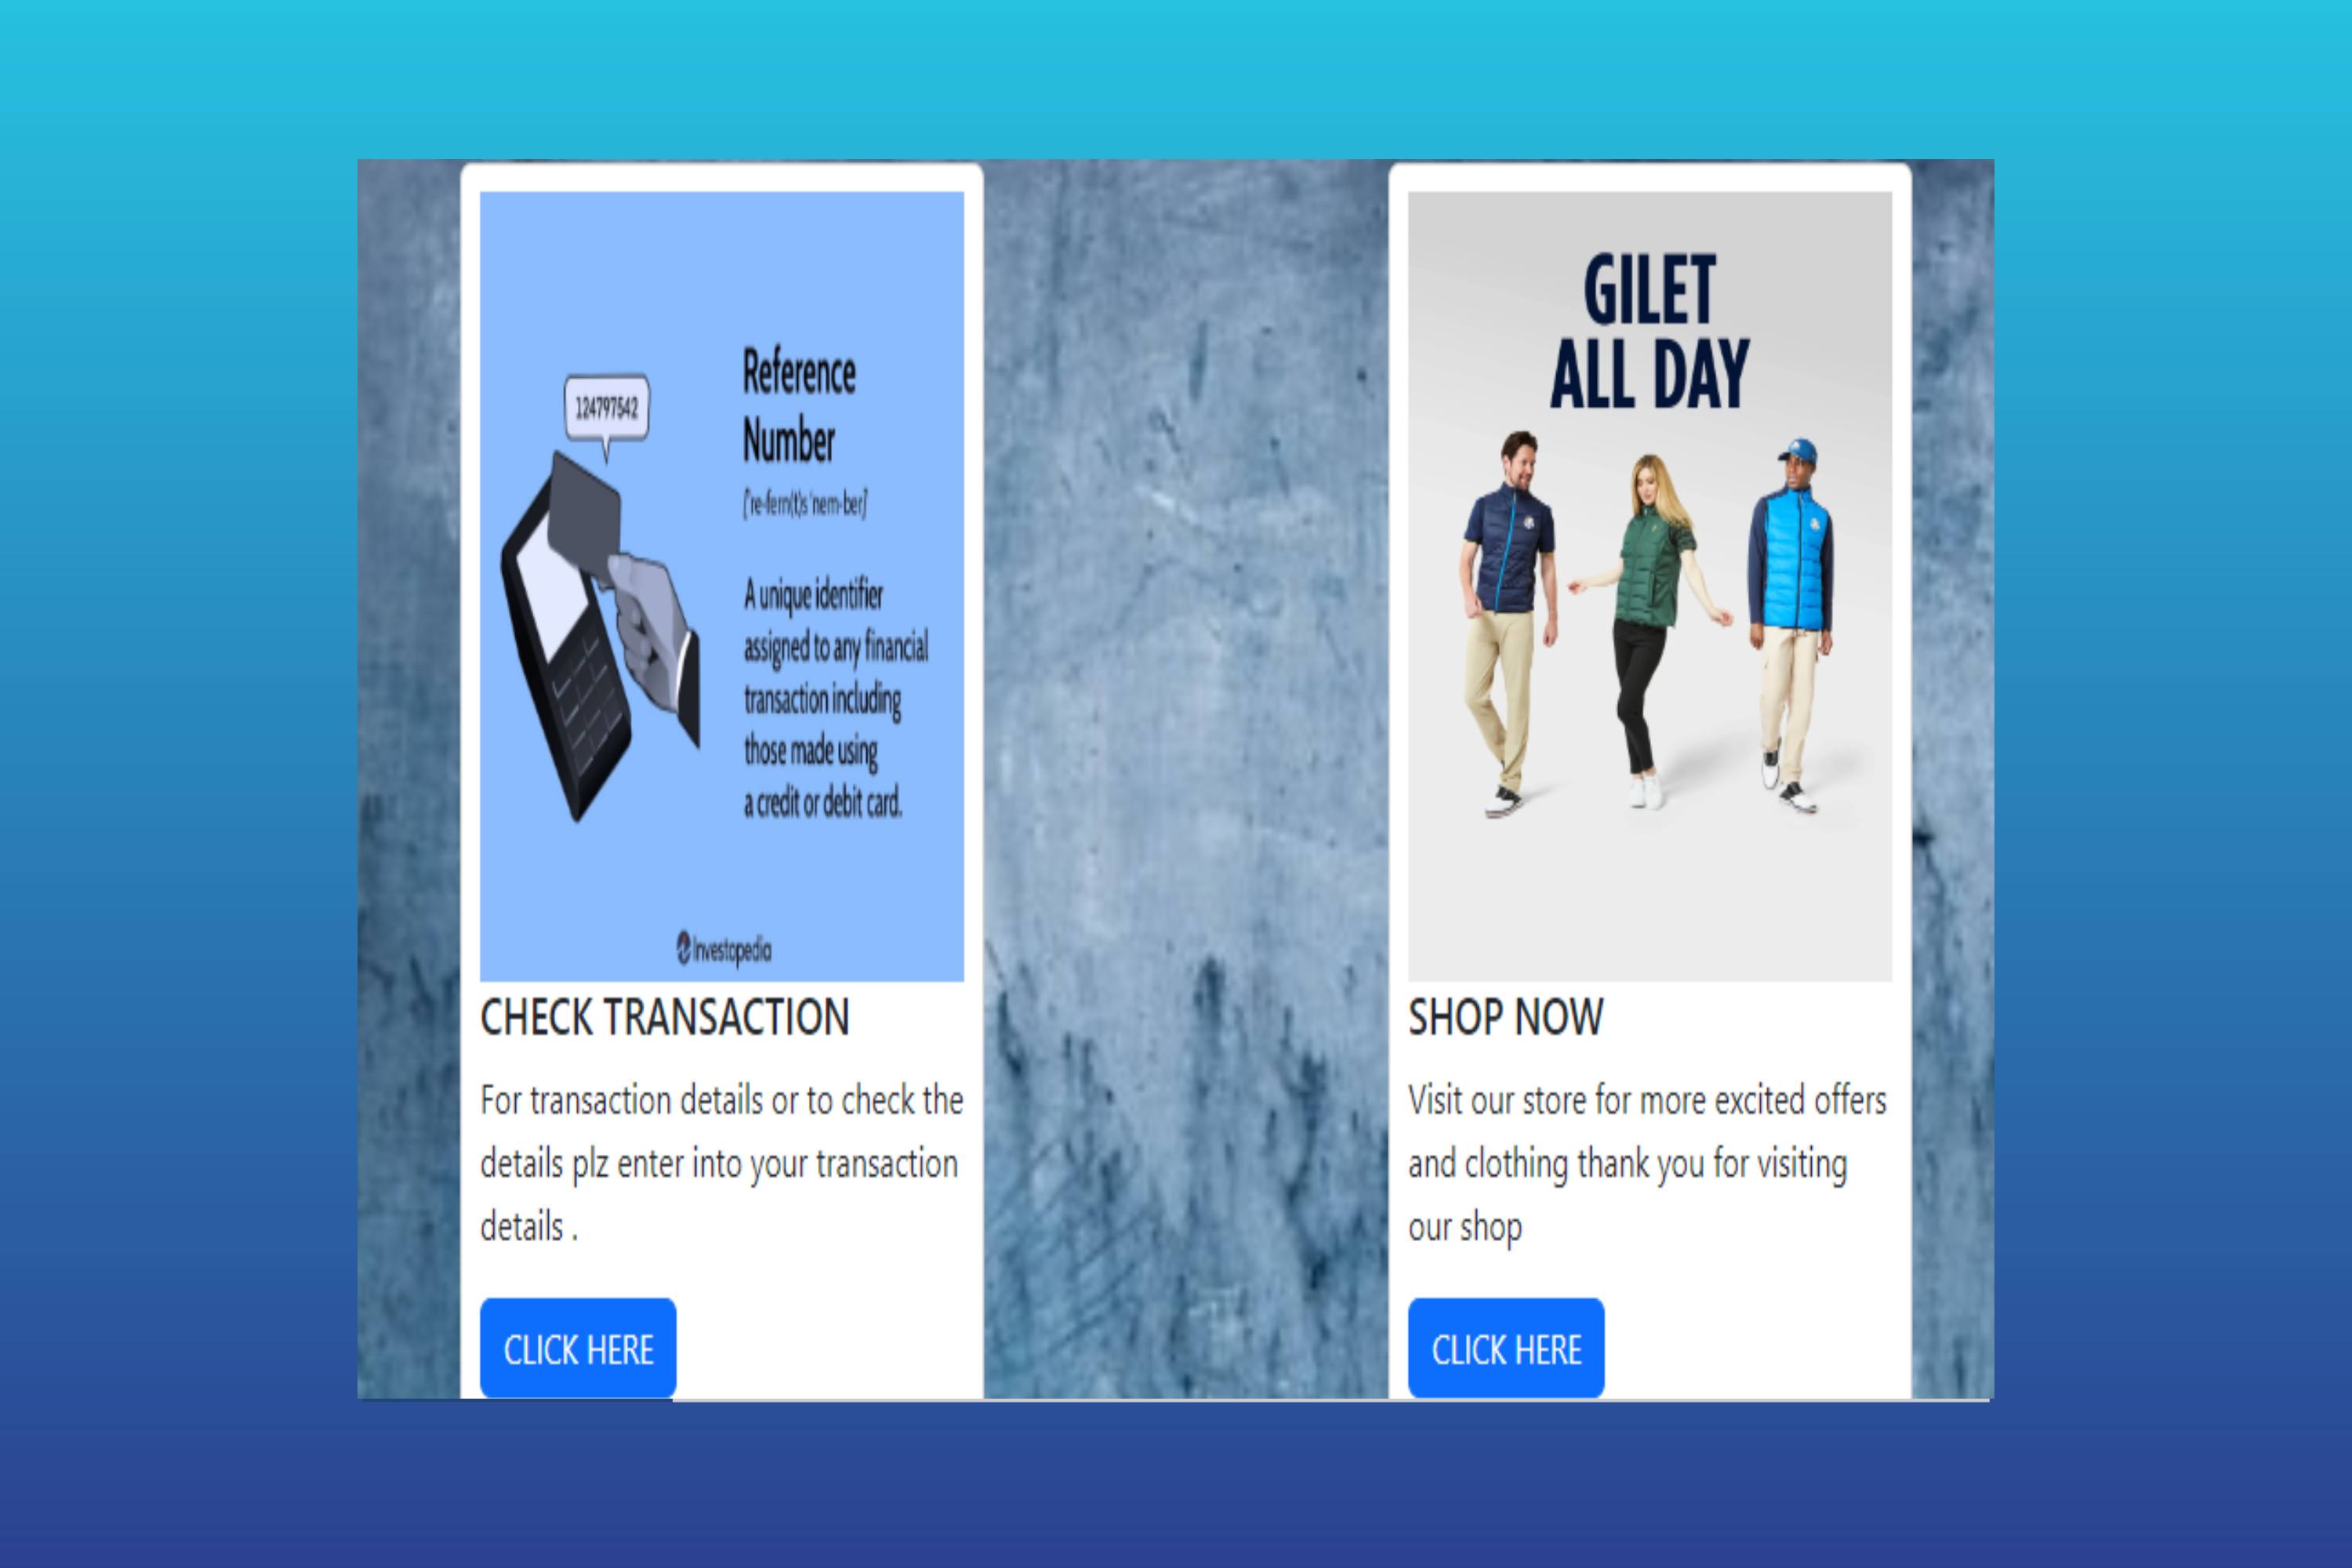 124797542
Reference
Number
['re-fern(t)s 'nem-ber]
A unique identifier
assigned to any financial
transaction including
those made using
a credit or debit card.
Investopedia
CHECK TRANSACTION
For transaction details or to check the
details plz enter into your transaction
details .
CLICK HERE
GILET
ALL DAY
SHOP NOW
Visit our store for more excited offers
and clothing thank you for visiting
our shop
CLICK HERE